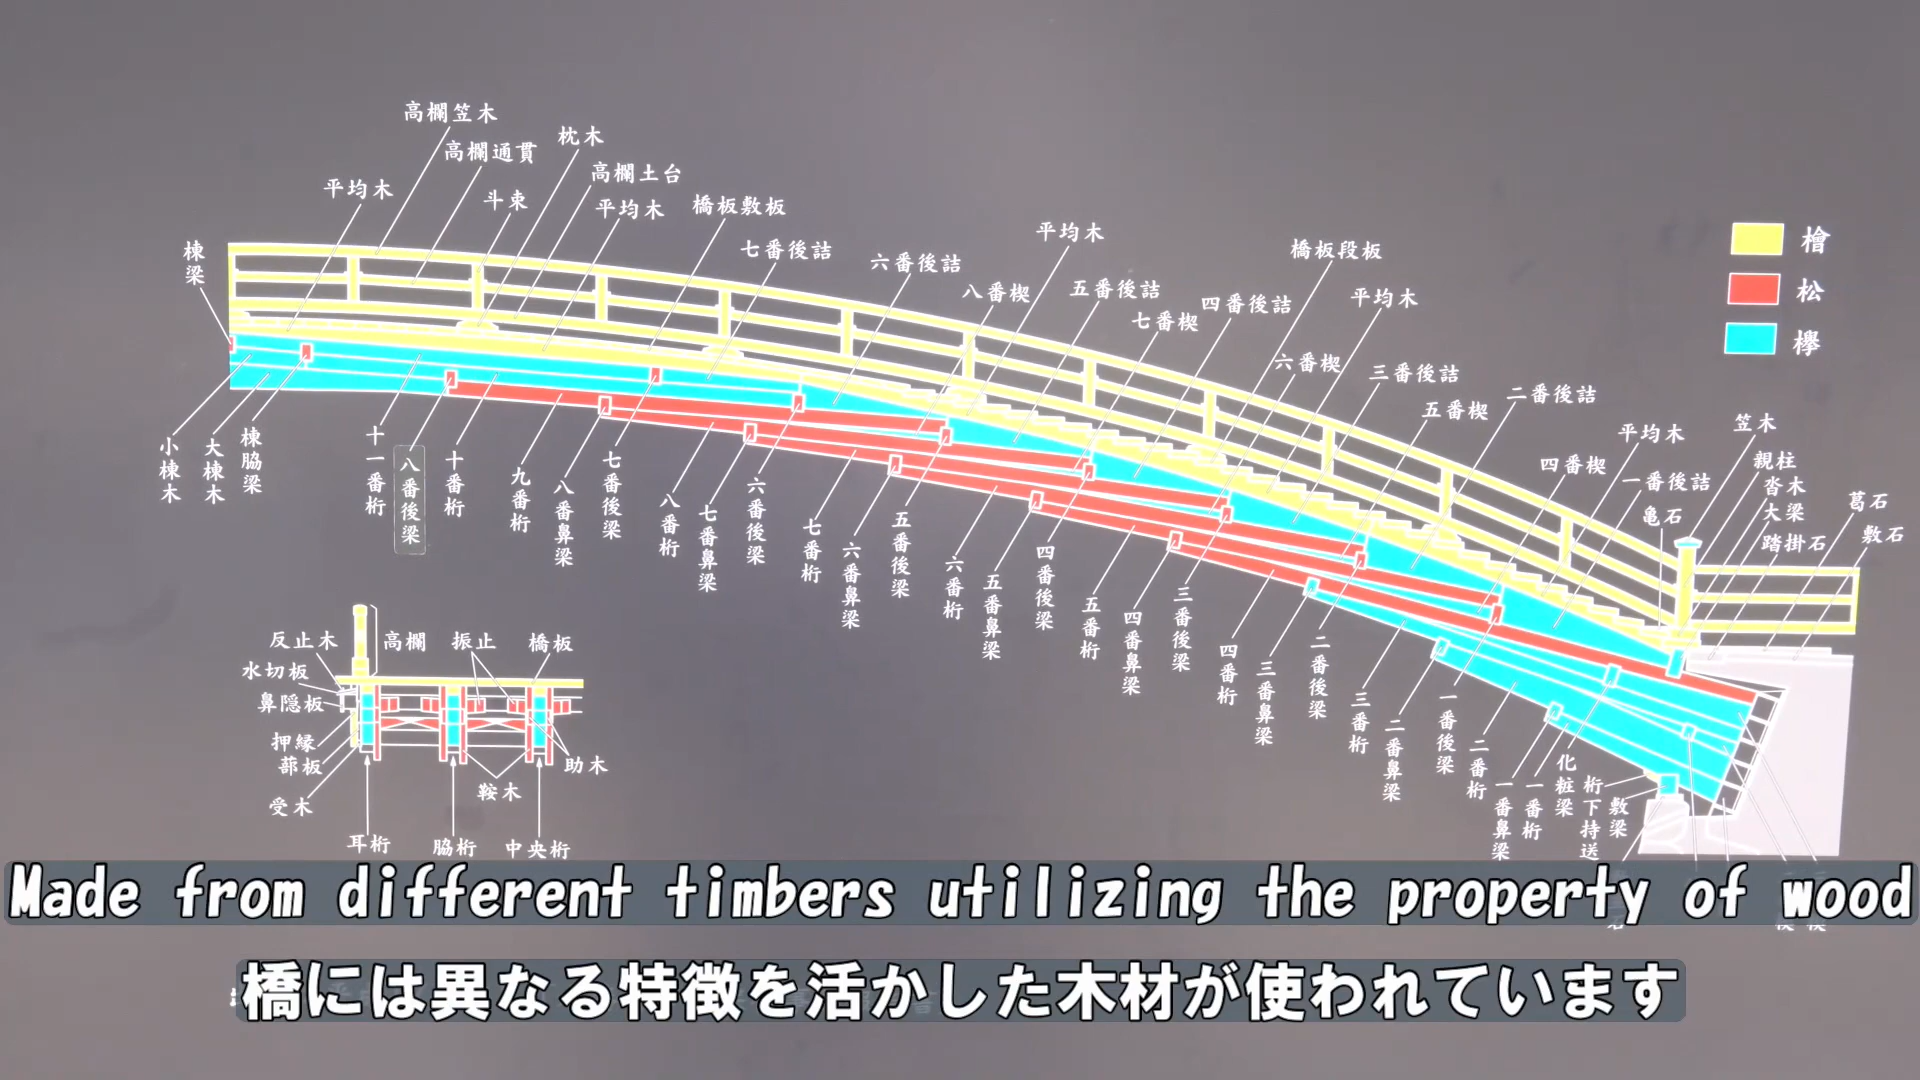 高欄笠木
高欄通貫
枕木
高欄土台
平均木
斗束
平均木
橋板敷板
棟梁
七番後詰
六番後詰
八番楔
平均木
五番後詰
七番楔
四番後詰
橋板段板
平均木
六番楔
三番後詰
五番楔
二番後詰
四番楔
平均木
一番後詰
亀石
笠木
親柱
沓木
大梁
踏掛石
葛石
敷石
檜
松
欅
小棟木
大棟木
棟脇梁
十一番桁
八番後梁
十番桁
九番桁
八番鼻梁
七番後梁
八番桁
七番鼻梁
六番後梁
七番桁
六番鼻梁
五番後梁
六番桁
五番鼻梁
四番後梁
五番桁
四番鼻梁
三番後梁
四番桁
三番鼻梁
二番後梁
三番桁
二番鼻梁
一番後梁
二番桁
一番鼻梁
一番桁
化粧梁
桁下持送
敷梁
反止木
高欄
振止
橋板
水切板
鼻隠板
押縁
蔀板
受木
助木
鞍木
耳桁
脇桁
中央桁
Made from different timbers utilizing the property of wood
橋には異なる特徴を活かした木材が使われています